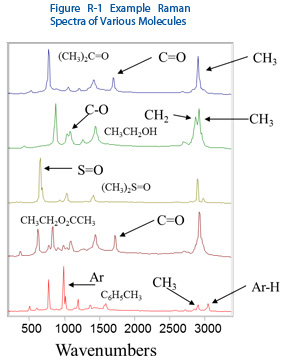 Figure R-1 Example Raman
Spectra of Various Molecules
(CH₃)₂C=O
C=O
CH₃
C-O
CH₂
CH₃
CH₃CH₂OH
S=O
(CH₃)₂S=O
CH₃CH₂O₂CCH₃
C=O
Ar
C₆H₅CH₃
CH₃
Ar-H
500 1000 1500 2000 2500 3000
Wavenumbers